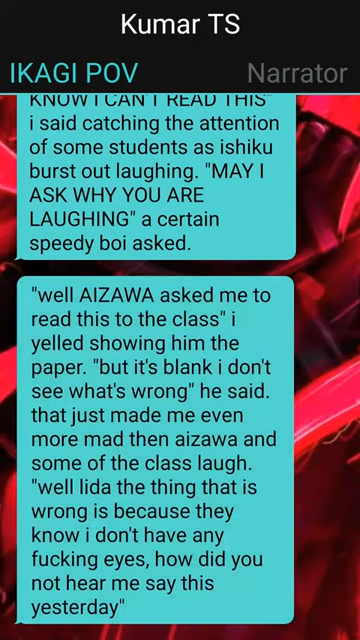 Kumar TS
IKAGI POV
Narrator
KNOW I CAN'T READ THIS"
i said catching the attention
of some students as ishiku
burst out laughing. "MAY I
ASK WHY YOU ARE
LAUGHING" a certain
speedy boi asked.
"well AIZAWA asked me to
read this to the class" i
yelled showing him the
paper. "but it's blank i don't
see what's wrong" he said.
that just made me even
more mad then aizawa and
some of the class laugh.
"well Iida the thing that is
wrong is because they
know i don't have any
fucking eyes, how did you
not hear me say this
yesterday"